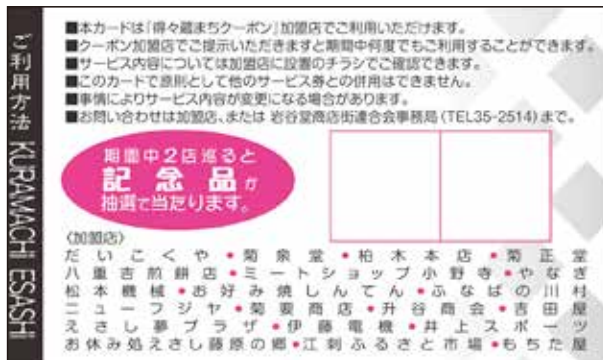 ご利用方法 KURAMACHI ESASHI
■本カードは「得々蔵まちクーポン」加盟店でご利用いただけます。
■クーポン加盟店でご提示いただきますと期間中何度でもご利用することができます。
■サービス内容については加盟店に設置のチラシでご確認できます。
■このカードで原則として他のサービス券との併用はできません。
■事情によりサービス内容が変更になる場合があります。
■お問い合わせは加盟店、または 岩谷堂商店街連合会事務局(TEL35-2514)まで。
期間中2店巡ると
記念品が
抽選で当たります。
〈加盟店〉
だいこくや●菊泉堂●柏木本店●菊正堂
八重吉煎餅店●ミートショップ小野寺●やなぎ
松本機械●お好み焼しんてん●ふなばの川村
ニューフジヤ●菊要商店●升谷商会●吉田屋
えさし夢プラザ●伊藤電機●井上スポーツ
お休み処えさし藤原の郷●江刺ふるさと市場●もちた屋